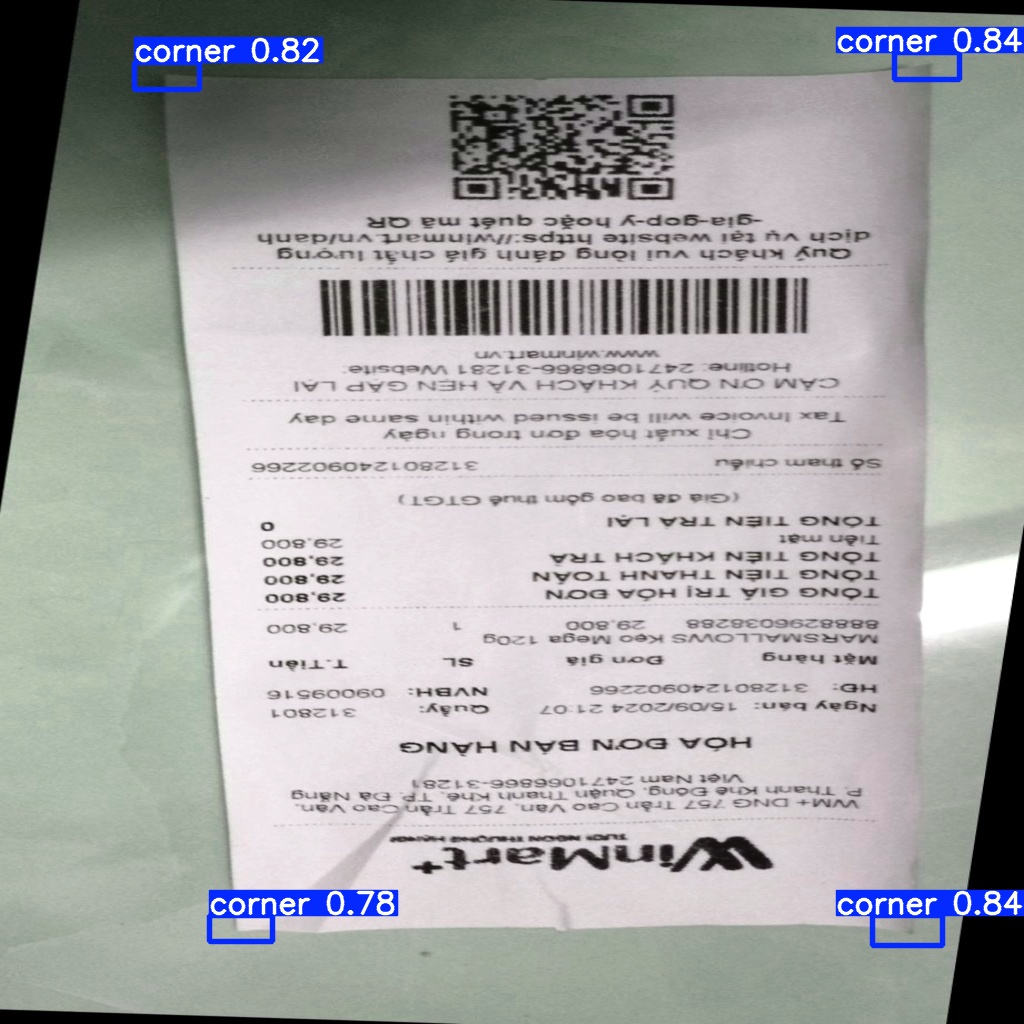 corner 0.82
corner 0.84
WinMart+
TƯƠI NGON THƯỢNG HẠNG
WM+ DNG 757 Trần Cao Vân, 757 Trần Cao Vân,
P. Thanh Khê Đông, Quận Thanh Khê, TP. Đà Nẵng
Việt Nam 2471066866-31281
HÓA ĐƠN BÁN HÀNG
Ngày bán: 15/09/2024 21:07 Quầy: 312801
HĐ: 312801240902266 NVBH: 09009516
Mặt hàng Đơn giá SL T.Tiền
MARSMALLOWS Kẹo Mega 120g
8888296038288 29,800 1 29,800
TỔNG GIÁ TRỊ HÓA ĐƠN 29,800
TỔNG TIỀN THANH TOÁN 29,800
TỔNG TIỀN KHÁCH TRẢ 29,800
Tiền mặt 29,800
TỔNG TIỀN TRẢ LẠI 0
(Giá đã bao gồm thuế GTGT)
Số tham chiếu 312801240902266
Chỉ xuất hóa đơn trong ngày
Tax Invoice will be issued within same day
CẢM ƠN QUÝ KHÁCH VÀ HẸN GẶP LẠI
Hotline: 2471066866-31281 Website:
www.winmart.vn
Quý khách vui lòng đánh giá chất lượng
dịch vụ tại website https://winmart.vn/danh
-gia-gop-y hoặc quét mã QR
corner 0.78
corner 0.84